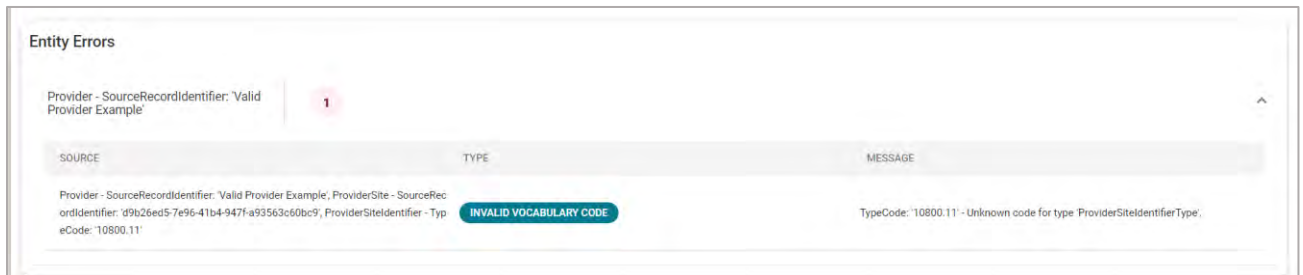 Entity Errors
Provider - SourceRecordIdentifier: 'Valid
Provider Example'
1
SOURCE TYPE MESSAGE
Provider - SourceRecordIdentifier: 'Valid Provider Example', ProviderSite - SourceRec
ordIdentifier: 'd9b26ed5-7e96-41b4-947f-a93563c60bc9', ProviderSiteIdentifier - Typ
eCode: '10800.11'
INVALID VOCABULARY CODE
TypeCode: '10800.11' - Unknown code for type 'ProviderSiteIdentifierType'.